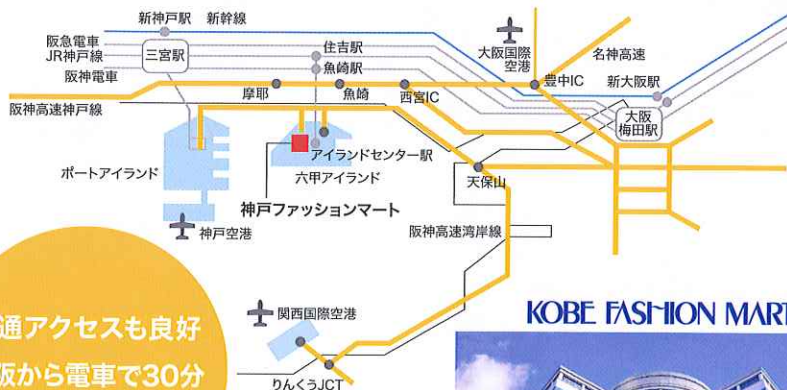 新神戸駅 新幹線
阪急電車
JR神戸線
阪神電車
三宮駅
住吉駅
魚崎駅
大阪国際
空港
名神高速
豊中IC
新大阪駅
摩耶
魚崎
西宮IC
阪神高速神戸線
大阪
梅田駅
アイランドセンター駅
ポートアイランド
六甲アイランド
天保山
神戸ファッションマート
神戸空港
阪神高速湾岸線
関西国際空港
りんくうJCT
通アクセスも良好
阪から電車で30分
KOBE FASHION MART